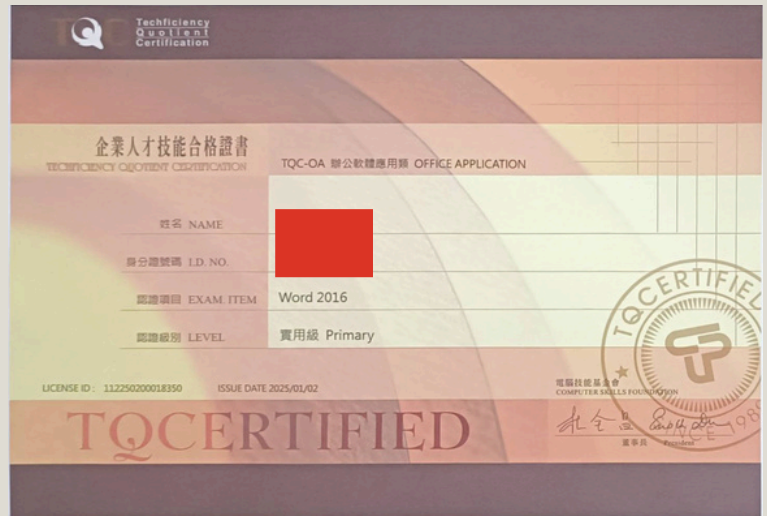 TQC Techficiency
Quotient
Certification
企業人才技能合格證書
TECHFICIENCY QUOTIENT CERTIFICATION
TQC-OA 辦公軟體應用類 OFFICE APPLICATION
姓名 NAME
身分證號碼 I.D. NO.
認證項目 EXAM. ITEM Word 2016
認證級別 LEVEL 實用級 Primary
LICENSE ID: 112250200018350 ISSUE DATE 2025/01/02
電腦技能基金會
COMPUTER SKILLS FOUNDATION
TQCERTIFIED
董事長 President
TQCERTIFIED
SINCE 1989